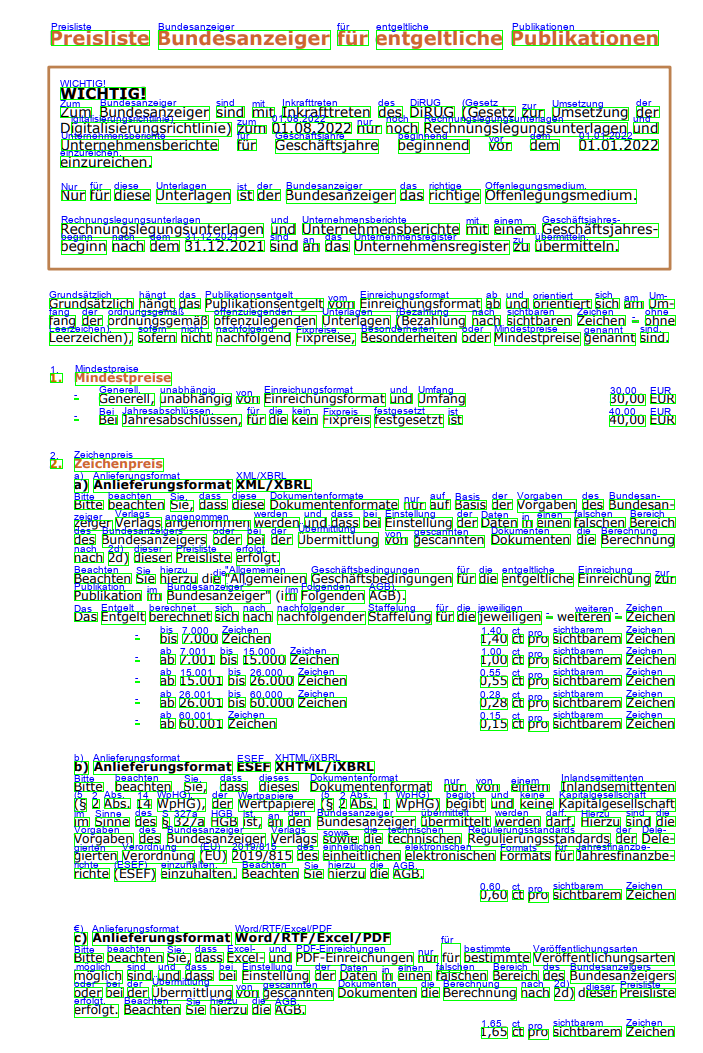 Preisliste Bundesanzeiger für entgeltliche Publikationen
WICHTIG!
Zum Bundesanzeiger sind mit Inkrafttreten des DiRUG (Gesetz zur Umsetzung der
Digitalisierungsrichtlinie) zum 01.08.2022 nur noch Rechnungslegungsunterlagen und
Unternehmensberichte für Geschäftsjahre beginnend vor dem 01.01.2022
einzureichen.
Nur für diese Unterlagen ist der Bundesanzeiger das richtige Offenlegungsmedium.
Rechnungslegungsunterlagen und Unternehmensberichte mit einem Geschäftsjahres-
beginn nach dem 31.12.2021 sind an das Unternehmensregister zu übermitteln.
Grundsätzlich hängt das Publikationsentgelt vom Einreichungsformat ab und orientiert sich am Um-
fang der ordnungsgemäß offenzulegenden Unterlagen (Bezahlung nach sichtbaren Zeichen – ohne
Leerzeichen), sofern nicht nachfolgend Fixpreise, Besonderheiten oder Mindestpreise genannt sind.
1. Mindestpreise
- Generell, unabhängig von Einreichungsformat und Umfang 30,00 EUR
- Bei Jahresabschlüssen, für die kein Fixpreis festgesetzt ist 40,00 EUR
2. Zeichenpreis
a) Anlieferungsformat XML/XBRL
Bitte beachten Sie, dass diese Dokumentenformate nur auf Basis der Vorgaben des Bundesan-
zeiger Verlags angenommen werden und dass bei Einstellung der Daten in einen falschen Bereich
des Bundesanzeigers oder bei der Übermittlung von gescannten Dokumenten die Berechnung
nach 2d) dieser Preisliste erfolgt.
Beachten Sie hierzu die "Allgemeinen Geschäftsbedingungen für die entgeltliche Einreichung zur
Publikation im Bundesanzeiger" (im Folgenden AGB).
Das Entgelt berechnet sich nach nachfolgender Staffelung für die jeweiligen – weiteren – Zeichen
- bis 7.000 Zeichen 1,40 ct pro sichtbarem Zeichen
- ab 7.001 bis 15.000 Zeichen 1,00 ct pro sichtbarem Zeichen
- ab 15.001 bis 26.000 Zeichen 0,55 ct pro sichtbarem Zeichen
- ab 26.001 bis 60.000 Zeichen 0,28 ct pro sichtbarem Zeichen
- ab 60.001 Zeichen 0,15 ct pro sichtbarem Zeichen
b) Anlieferungsformat ESEF XHTML/iXBRL
Bitte beachten Sie, dass dieses Dokumentenformat nur von einem Inlandsemittenten
(§ 2 Abs. 14 WpHG), der Wertpapiere (§ 2 Abs. 1 WpHG) begibt und keine Kapitalgesellschaft
im Sinne des § 327a HGB ist, an den Bundesanzeiger übermittelt werden darf. Hierzu sind die
Vorgaben des Bundesanzeiger Verlags sowie die technischen Regulierungsstandards der Dele-
gierten Verordnung (EU) 2019/815 des einheitlichen elektronischen Formats für Jahresfinanzbe-
richte (ESEF) einzuhalten. Beachten Sie hierzu die AGB.
0,60 ct pro sichtbarem Zeichen
c) Anlieferungsformat Word/RTF/Excel/PDF
Bitte beachten Sie, dass Excel- und PDF-Einreichungen nur für bestimmte Veröffentlichungsarten
möglich sind und dass bei Einstellung der Daten in einen falschen Bereich des Bundesanzeigers
oder bei der Übermittlung von gescannten Dokumenten die Berechnung nach 2d) dieser Preisliste
erfolgt. Beachten Sie hierzu die AGB.
1,65 ct pro sichtbarem Zeichen